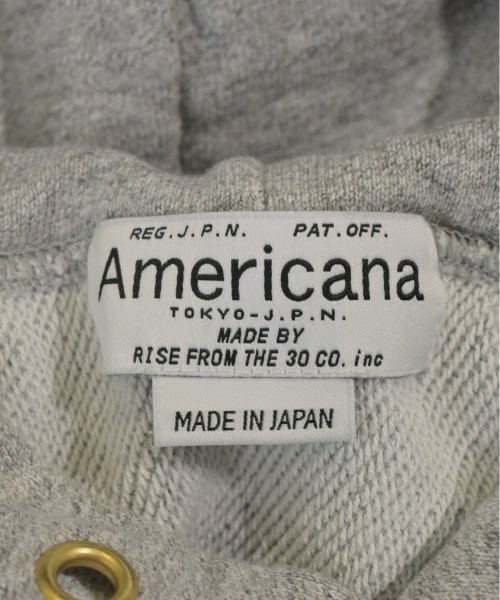 REG.J.P.N. PAT.OFF.
Americana
TOKYO-J.P.N.
MADE BY
RISE FROM THE 30 CO. inc
MADE IN JAPAN